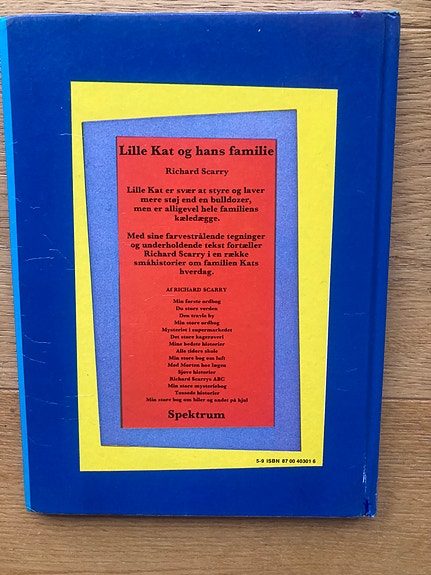 Lille Kat og hans familie
Richard Scarry
Lille Kat er svær at styre og laver
mere støj end en bulldozer,
men er alligevel hele familiens
kæledægge.
Med sine farvestrålende tegninger
og underholdende tekst fortæller
Richard Scarry i en række
småhistorier om familien Kats
hverdag.
Af RICHARD SCARRY
Min første ordbog
Du store verden
Den travle by
Min store ordbog
Mysteriet i supermarkedet
Det store kagerøveri
Mine bedste historier
Alle tiders skole
Min store bog om luft
Mød Morten hos lægen
Sjove historier
Richard Scarrys ABC
Min store mysteriebog
Tossede historier
Min store bog om biler og andet på hjul
Spektrum
5-9 ISBN 87 00 40301 6